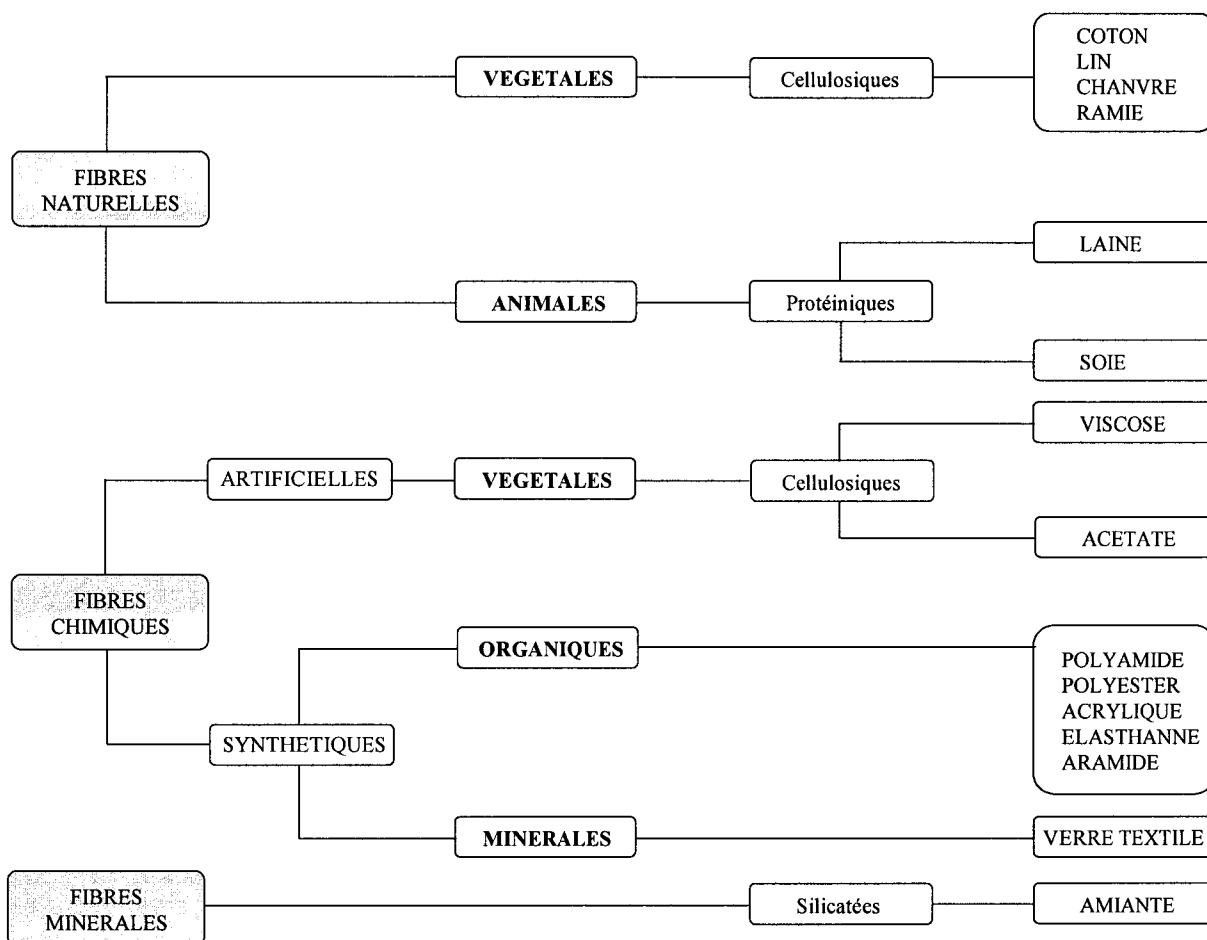 COTON
LIN
CHANVRE
RAMIE
VEGETALES
Cellulosiques
FIBRES
NATURELLES
LAINE
ANIMALES
Protéiniques
SOIE
VISCOSE
ARTIFICIELLES
VEGETALES
Cellulosiques
ACETATE
FIBRES
CHIMIQUES
ORGANIQUES
POLYAMIDE
POLYESTER
ACRYLIQUE
ELASTHANNE
ARAMIDE
SYNTHETIQUES
MINERALES
VERRE TEXTILE
FIBRES
MINERALES
Silicatées
AMIANTE